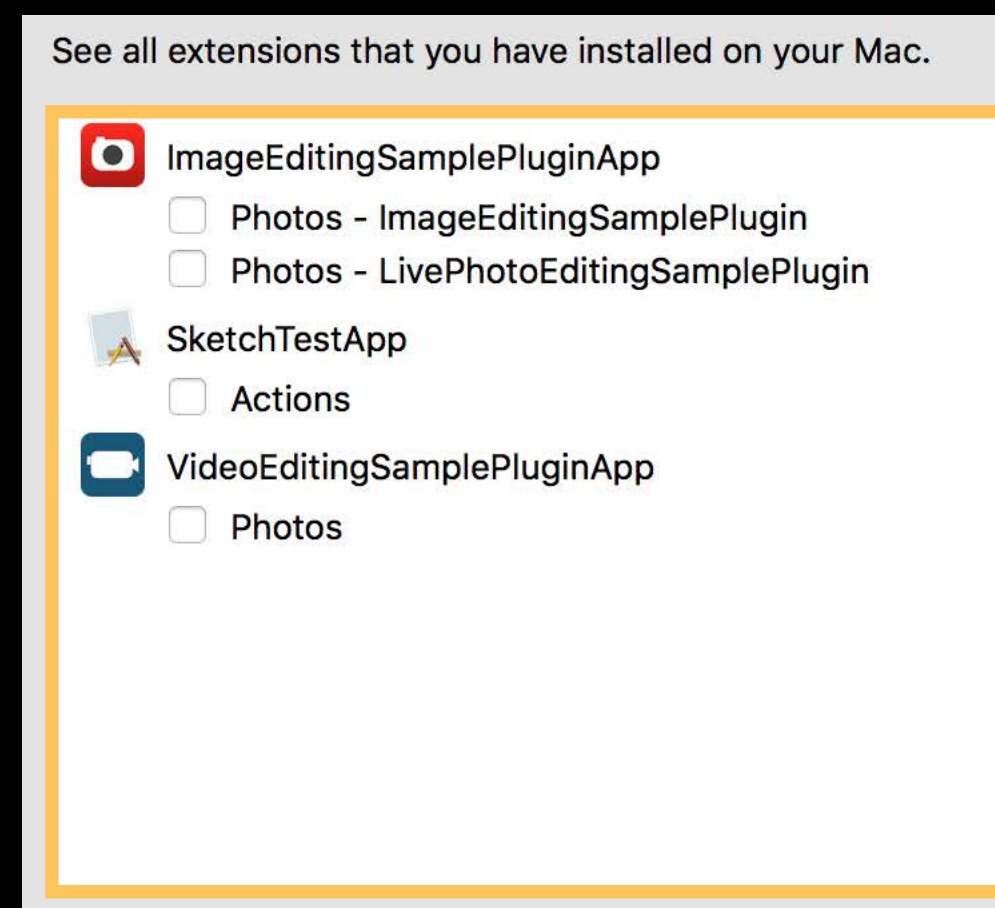 See all extensions that you have installed on your Mac.
ImageEditingSamplePluginApp
Photos - ImageEditingSamplePlugin
Photos - LivePhotoEditingSamplePlugin
SketchTestApp
Actions
VideoEditingSamplePluginApp
Photos